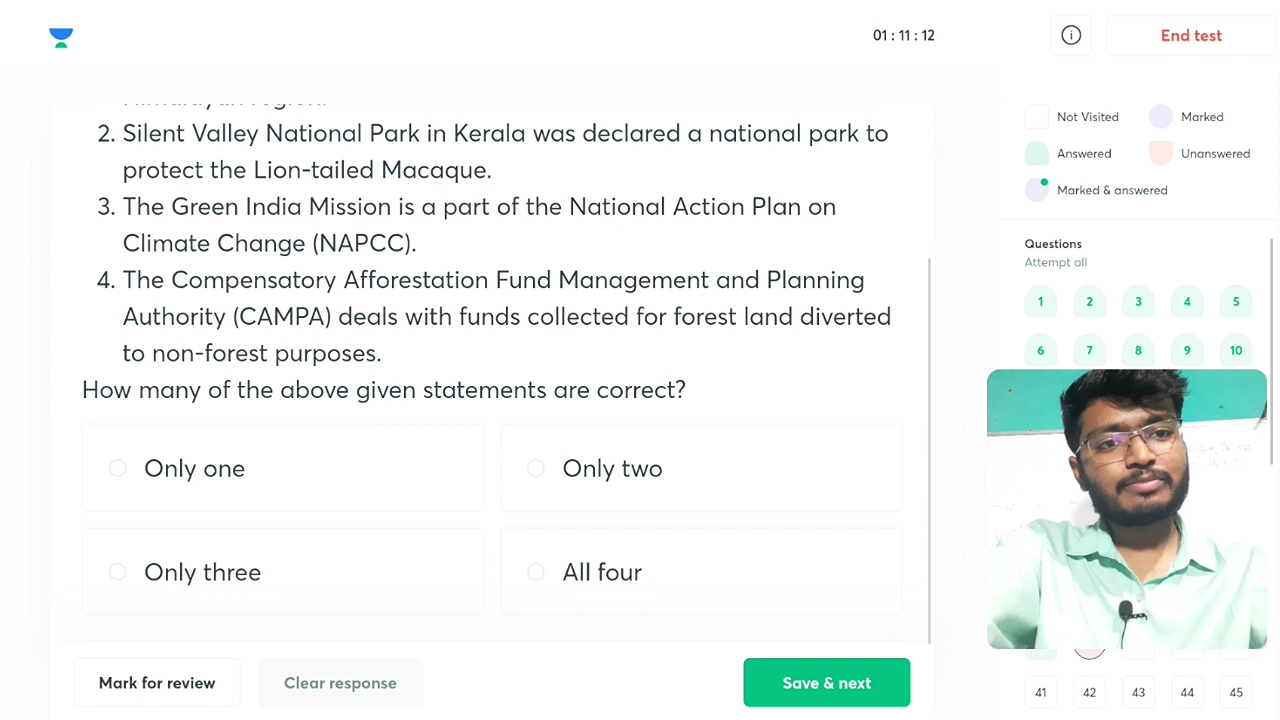 01 : 11 : 12
End test
Himalayan region.
2. Silent Valley National Park in Kerala was declared a national park to
protect the Lion-tailed Macaque.
3. The Green India Mission is a part of the National Action Plan on
Climate Change (NAPCC).
4. The Compensatory Afforestation Fund Management and Planning
Authority (CAMPA) deals with funds collected for forest land diverted
to non-forest purposes.
How many of the above given statements are correct?
Only one
Only two
Only three
All four
Mark for review
Clear response
Save & next
Not Visited
Marked
Answered
Unanswered
Marked & answered
Questions
Attempt all
1 2 3 4 5
6 7 8 9 10
41 42 43 44 45